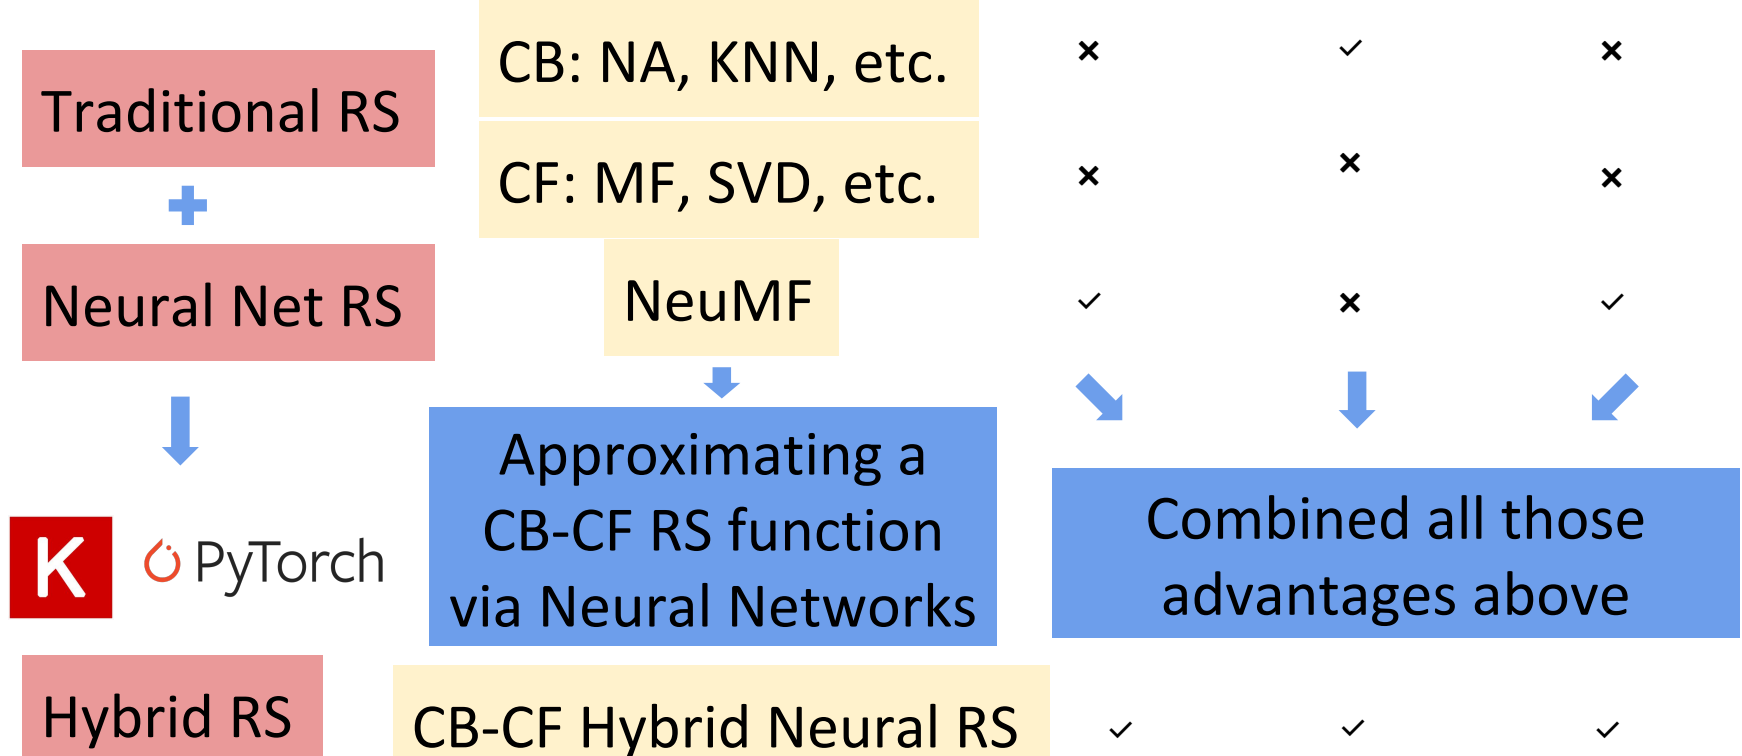 CB: NA, KNN, etc.
Traditional RS
CF: MF, SVD, etc.
Neural Net RS
NeuMF
Approximating a
CB-CF RS function
via Neural Networks
Combined all those
advantages above
K
PyTorch
Hybrid RS
CB-CF Hybrid Neural RS